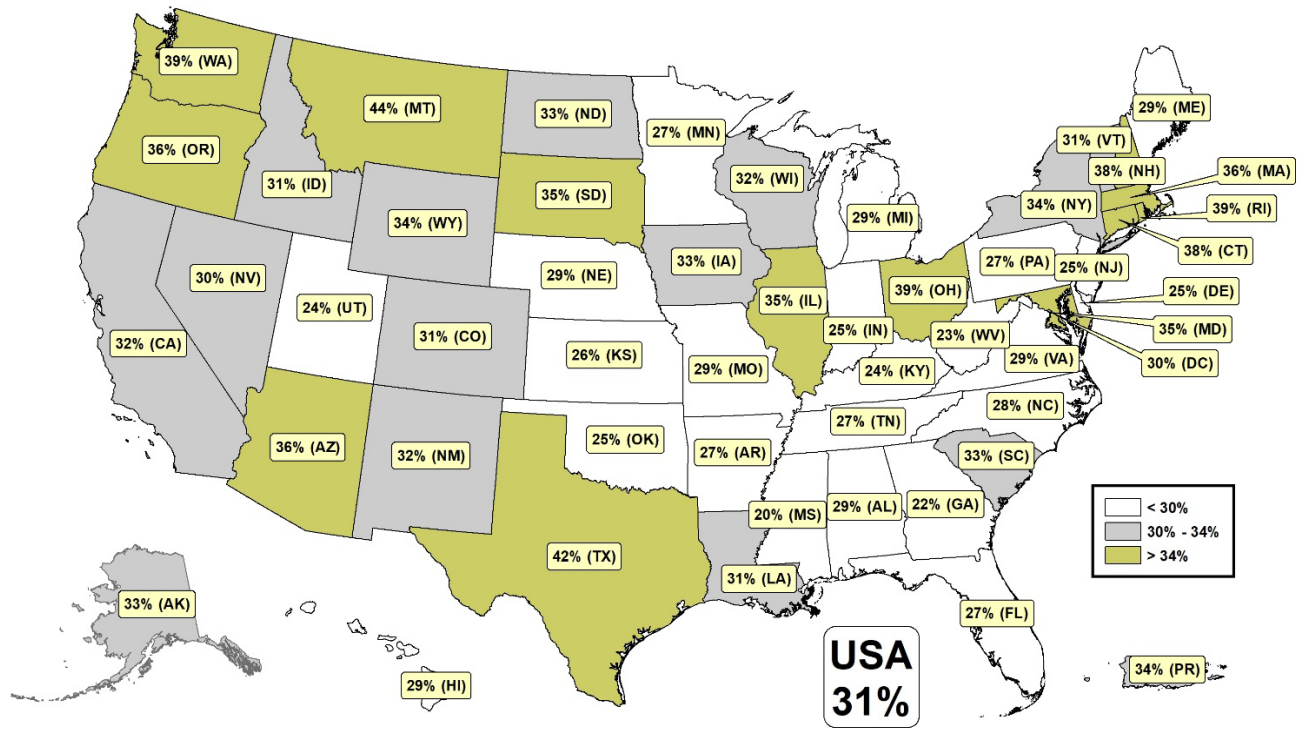 39% (WA)
44% (MT)
33% (ND)
27% (MN)
29% (ME)
31% (VT)
36% (OR)
31% (ID)
35% (SD)
32% (WI)
38% (NH)
36% (MA)
34% (WY)
29% (MI)
34% (NY)
39% (RI)
33% (IA)
38% (CT)
30% (NV)
29% (NE)
27% (PA)
25% (NJ)
24% (UT)
35% (IL)
39% (OH)
25% (DE)
32% (CA)
31% (CO)
26% (KS)
29% (MO)
25% (IN)
23% (WV)
35% (MD)
24% (KY)
29% (VA)
30% (DC)
36% (AZ)
32% (NM)
25% (OK)
27% (AR)
27% (TN)
28% (NC)
33% (SC)
20% (MS)
29% (AL)
22% (GA)
< 30%
30% - 34%
> 34%
42% (TX)
31% (LA)
33% (AK)
27% (FL)
29% (HI)
34% (PR)
USA
31%